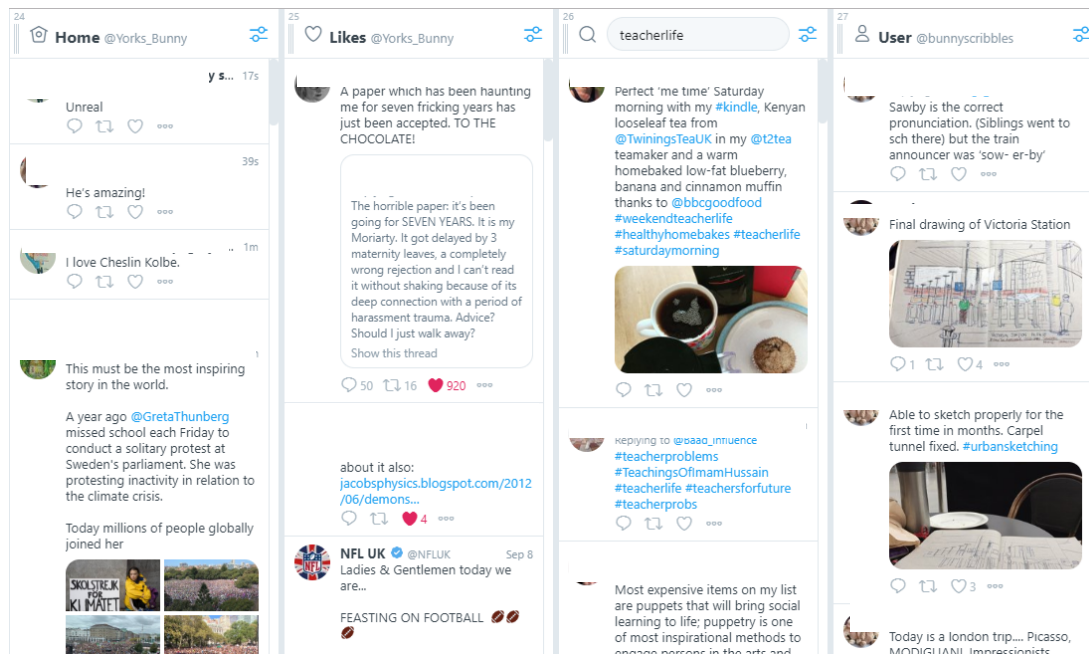 24
Home @Yorks_Bunny
y s... 17s
Unreal
39s
He's amazing!
1m
I love Cheslin Kolbe.
This must be the most inspiring
story in the world.
A year ago @GretaThunberg
missed school each Friday to
conduct a solitary protest at
Sweden's parliament. She was
protesting inactivity in relation to
the climate crisis.
Today millions of people globally
joined her
SKOLSTREJK
FÖR
KLIMATET
25
Likes @Yorks_Bunny
A paper which has been haunting
me for seven fricking years has
just been accepted. TO THE
CHOCOLATE!
The horrible paper: it's been
going for SEVEN YEARS. It is my
Moriarty. It got delayed by 3
maternity leaves, a completely
wrong rejection and I can't read
it without shaking because of its
deep connection with a period of
harassment trauma. Advice?
Should I just walk away?
Show this thread
50 16 920
about it also:
jacobsphysics.blogspot.com/2012
/06/demons...
4
NFL UK @NFLUK Sep 8
Ladies & Gentlemen today we
are...
FEASTING ON FOOTBALL
NFL
26
teacherlife
Perfect 'me time' Saturday
morning with my #kindle, Kenyan
looseleaf tea from
@TwiningsTeaUK in my @t2tea
teamaker and a warm
homebaked low-fat blueberry,
banana and cinnamon muffin
thanks to @bbcgoodfood
#weekendteacherlife
#healthyhomebakes #teacherlife
#saturdaymorning
Replying to @Baad_Influence
#teacherproblems
#TeachingsOfImamHussain
#teacherlife #teachersforfuture
#teacherprobs
Most expensive items on my list
are puppets that will bring social
learning to life; puppetry is one
of most inspirational methods to
engage persons in the arts and
27
User @bunnyscribbles
Sawby is the correct
pronunciation. (Siblings went to
sch there) but the train
announcer was 'sow- er-by'
Final drawing of Victoria Station
1 4
Able to sketch properly for the
first time in months. Carpel
tunnel fixed. #urbansketching
3
Today is a london trip.... Picasso,
MODIGLIANI, Impressionists